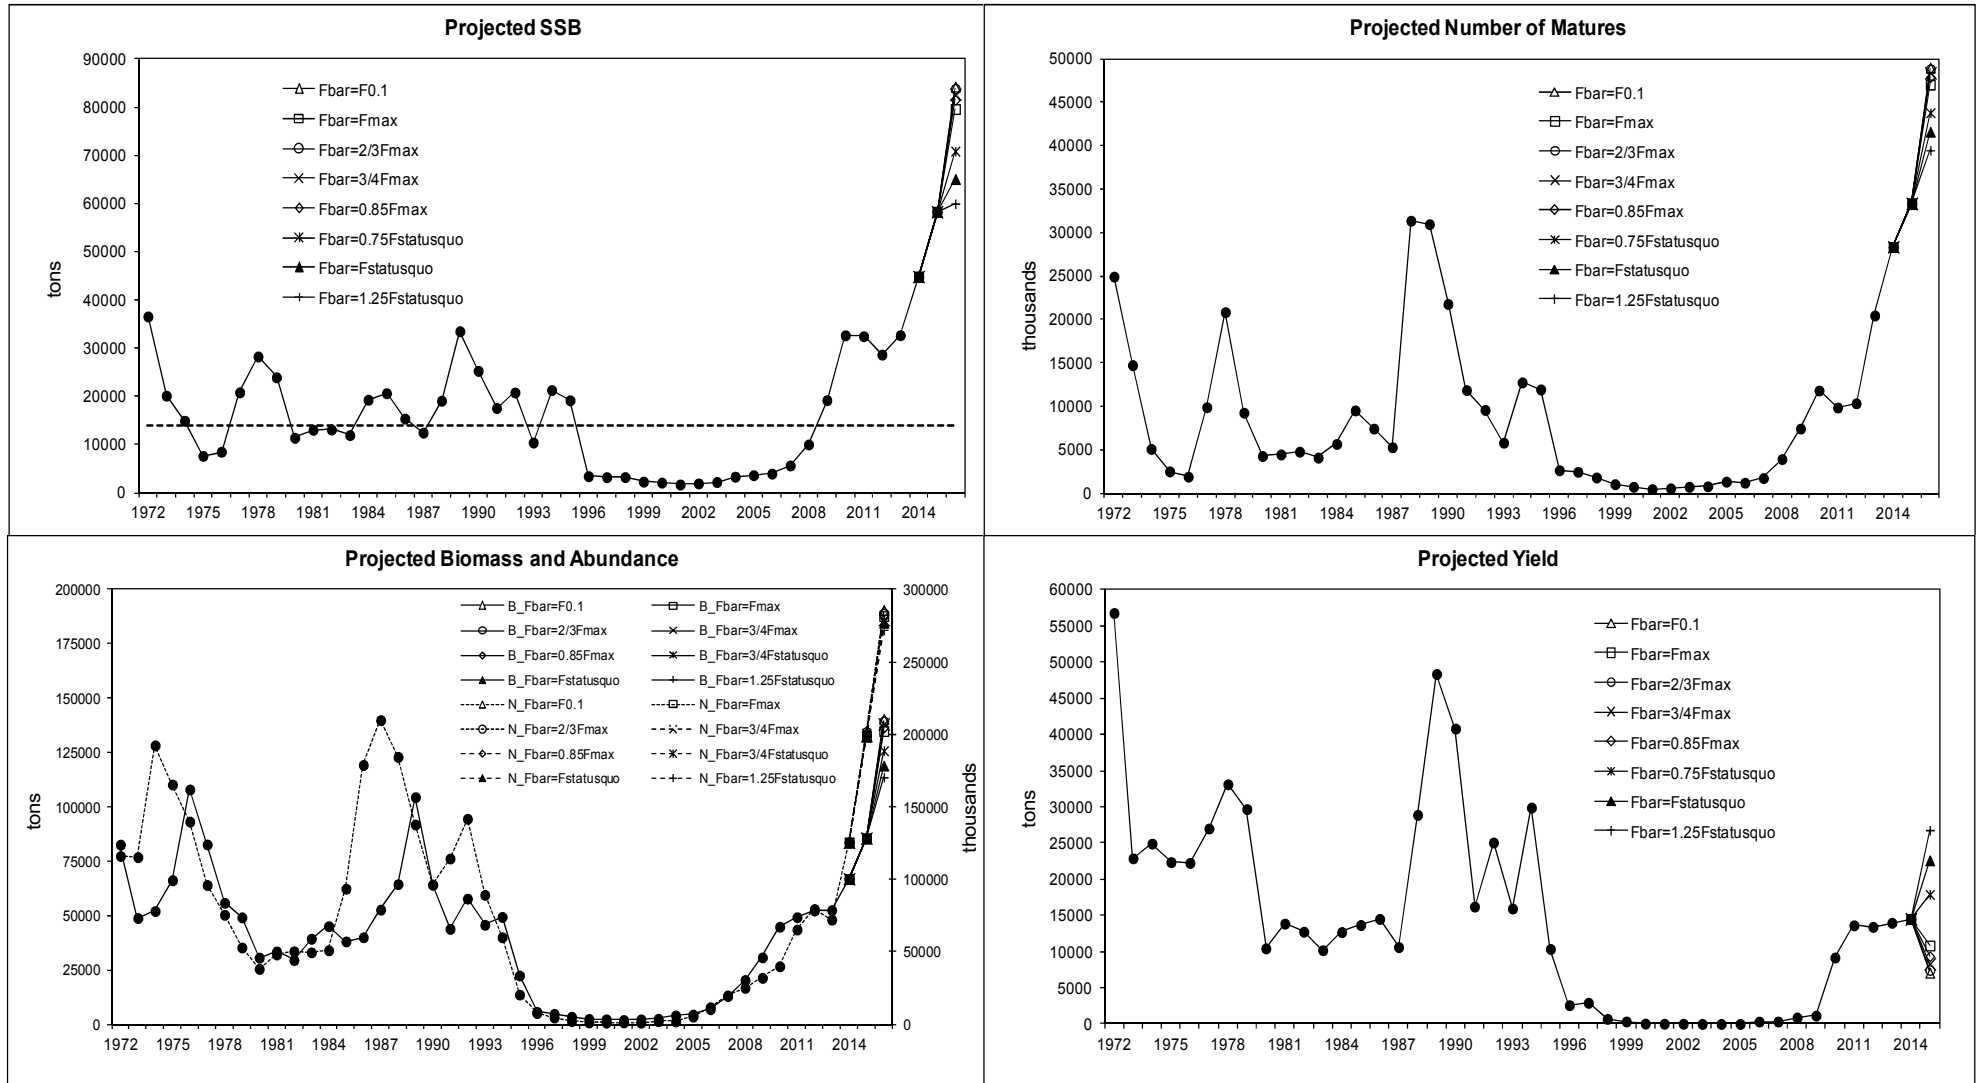 Projected SSB
90000
80000
70000
60000
50000
40000
30000
20000
10000
0
tons
Fbar=F0.1
Fbar=Fmax
Fbar=2/3Fmax
Fbar=3/4Fmax
Fbar=0.85Fmax
Fbar=0.75Fstatusquo
Fbar=Fstatusquo
Fbar=1.25Fstatusquo
1972 1975 1978 1981 1984 1987 1990 1993 1996 1999 2002 2005 2008 2011 2014
Projected Number of Matures
50000
45000
40000
35000
30000
25000
20000
15000
10000
5000
0
thousands
Fbar=F0.1
Fbar=Fmax
Fbar=2/3Fmax
Fbar=3/4Fmax
Fbar=0.85Fmax
Fbar=0.75Fstatusquo
Fbar=Fstatusquo
Fbar=1.25Fstatusquo
1972 1975 1978 1981 1984 1987 1990 1993 1996 1999 2002 2005 2008 2011 2014
Projected Biomass and Abundance
200000
175000
150000
125000
100000
75000
50000
25000
0
tons
B_Fbar=F0.1 B_Fbar=Fmax
B_Fbar=2/3Fmax B_Fbar=3/4Fmax
B_Fbar=0.85Fmax B_Fbar=3/4Fstatusquo
B_Fbar=Fstatusquo B_Fbar=1.25Fstatusquo
N_Fbar=F0.1 N_Fbar=Fmax
N_Fbar=2/3Fmax N_Fbar=3/4Fmax
N_Fbar=0.85Fmax N_Fbar=3/4Fstatusquo
N_Fbar=Fstatusquo N_Fbar=1.25Fstatusquo
300000
250000
200000
150000
100000
50000
0
thousands
1972 1975 1978 1981 1984 1987 1990 1993 1996 1999 2002 2005 2008 2011 2014
Projected Yield
60000
55000
50000
45000
40000
35000
30000
25000
20000
15000
10000
5000
0
tons
Fbar=F0.1
Fbar=Fmax
Fbar=2/3Fmax
Fbar=3/4Fmax
Fbar=0.85Fmax
Fbar=0.75Fstatusquo
Fbar=Fstatusquo
Fbar=1.25Fstatusquo
1972 1975 1978 1981 1984 1987 1990 1993 1996 1999 2002 2005 2008 2011 2014